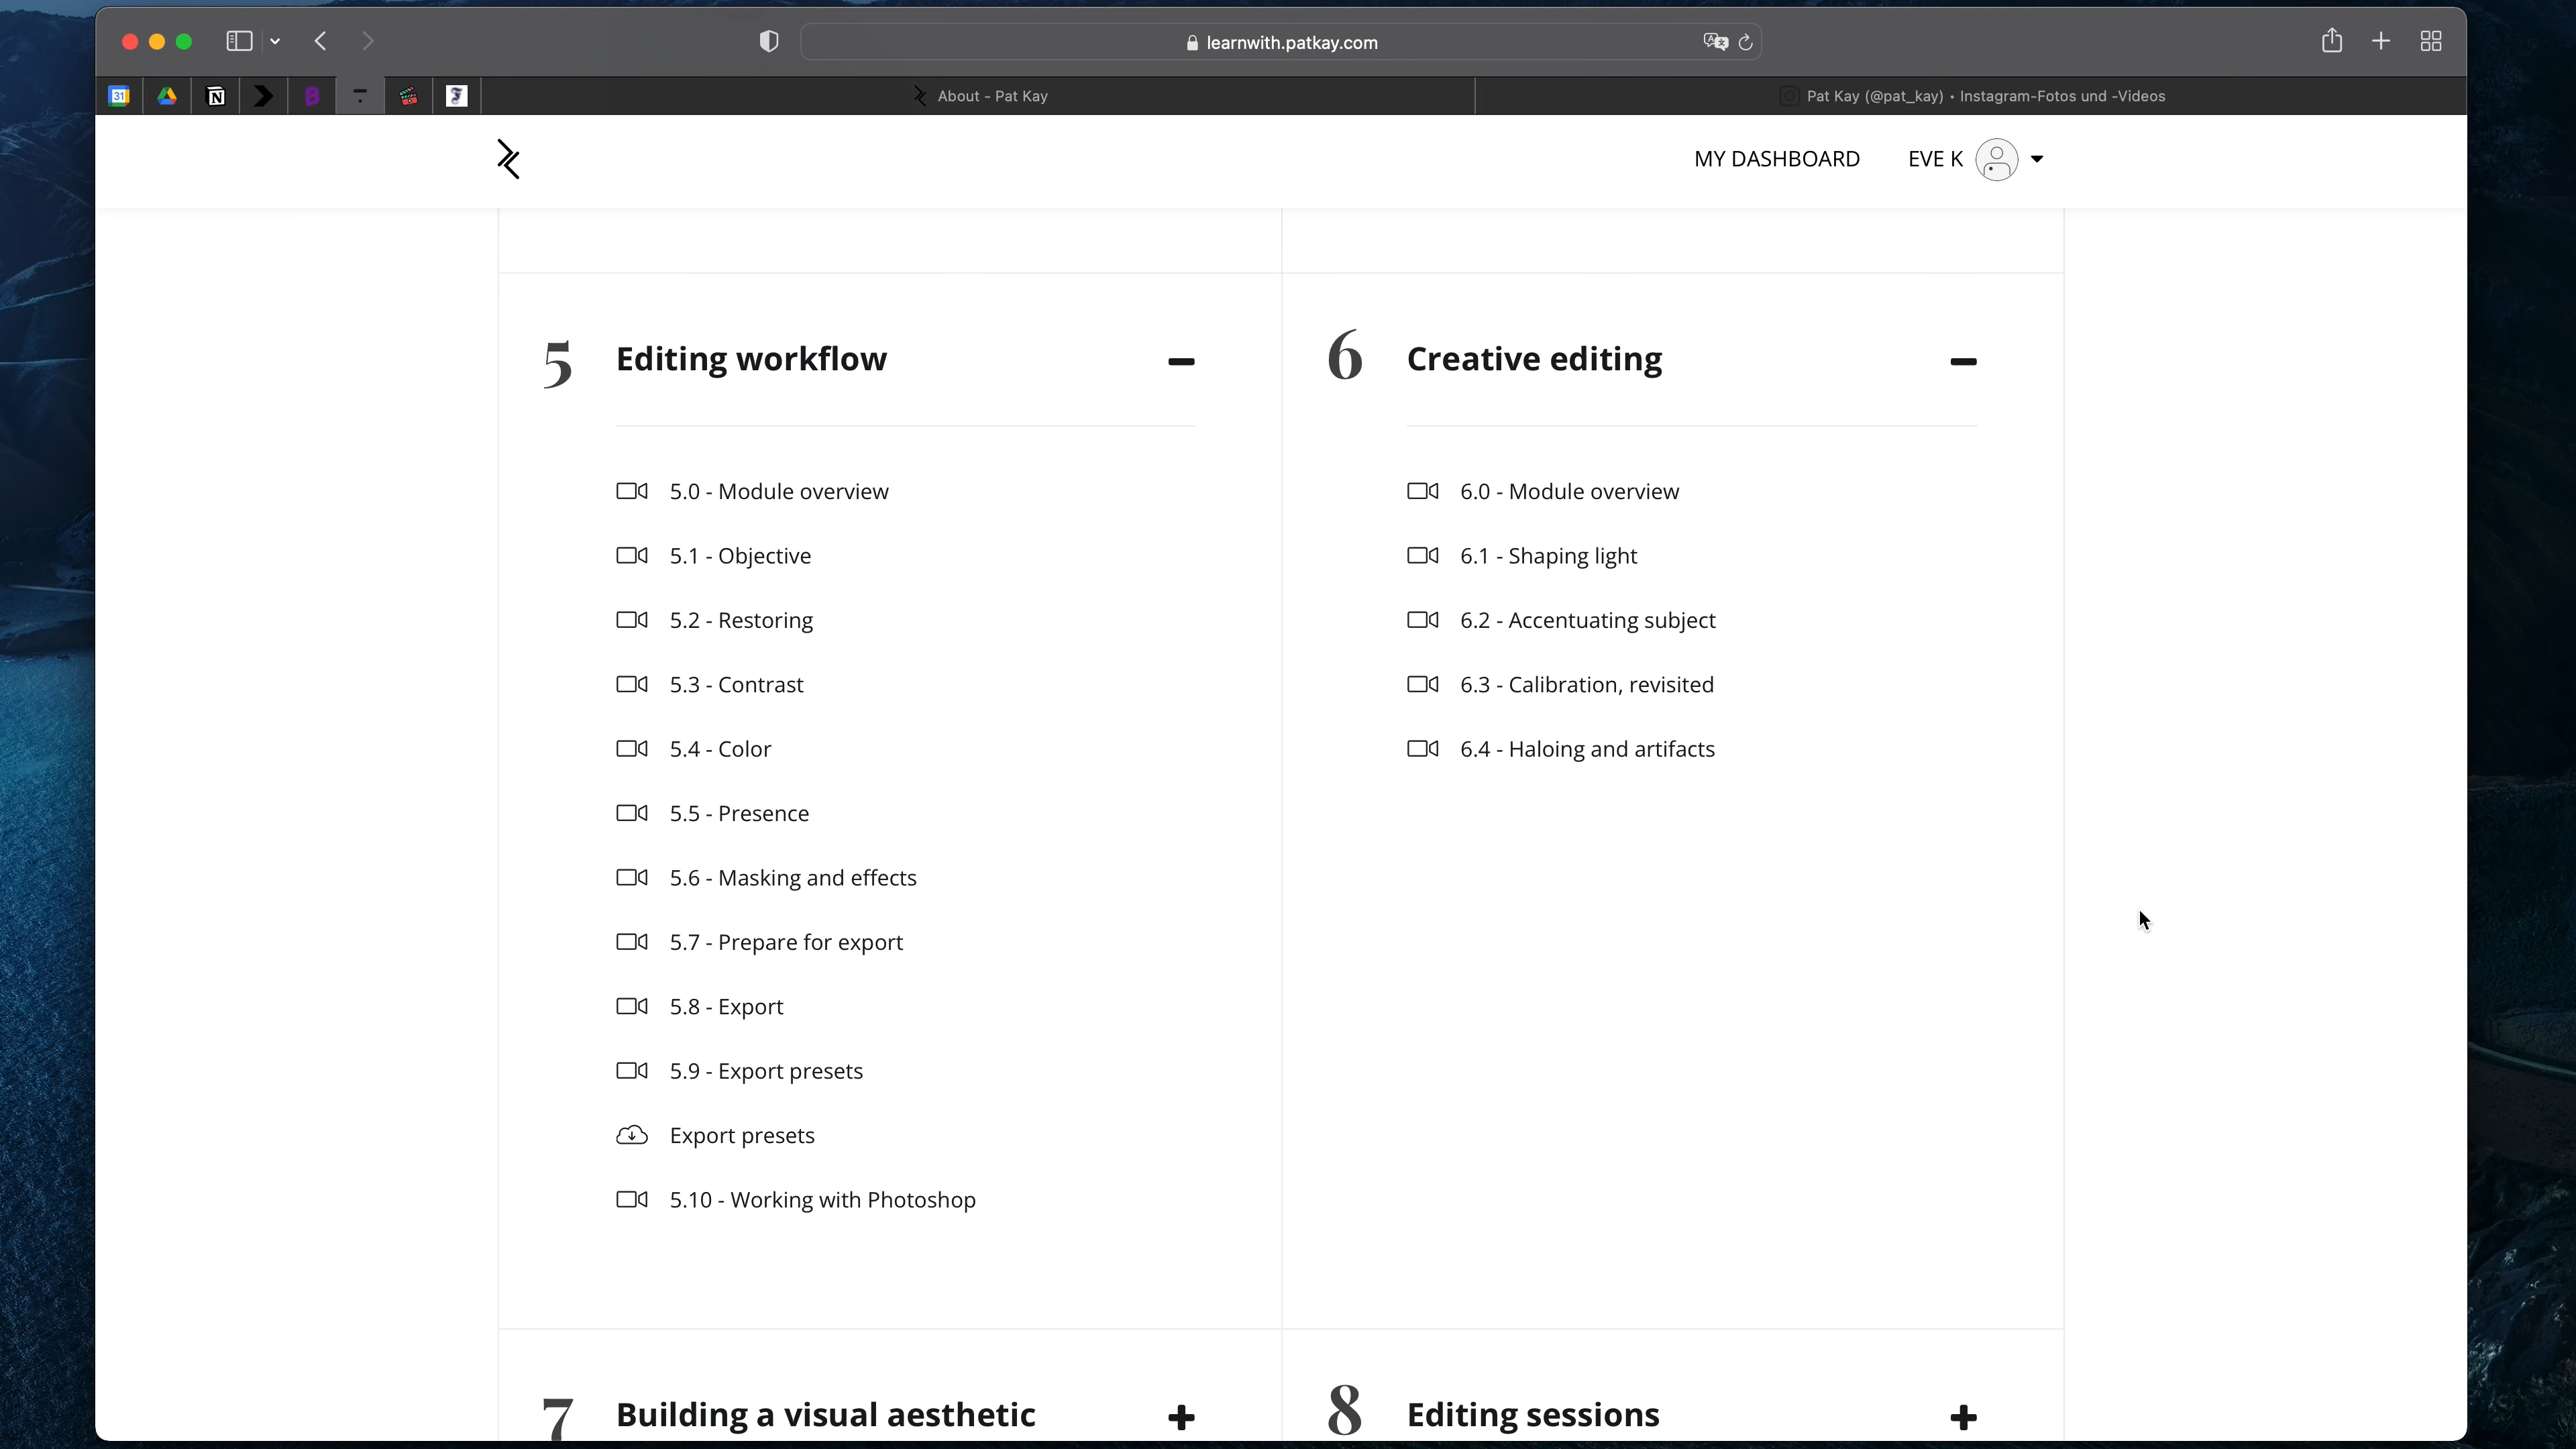 learnwith.patkay.com
31
About - Pat Kay
Pat Kay (@pat_kay) • Instagram-Fotos und -Videos
MY DASHBOARD
EVE K
5
Editing workflow
5.0 - Module overview
5.1 - Objective
5.2 - Restoring
5.3 - Contrast
5.4 - Color
5.5 - Presence
5.6 - Masking and effects
5.7 - Prepare for export
5.8 - Export
5.9 - Export presets
Export presets
5.10 - Working with Photoshop
6
Creative editing
6.0 - Module overview
6.1 - Shaping light
6.2 - Accentuating subject
6.3 - Calibration, revisited
6.4 - Haloing and artifacts
7
Building a visual aesthetic
8
Editing sessions